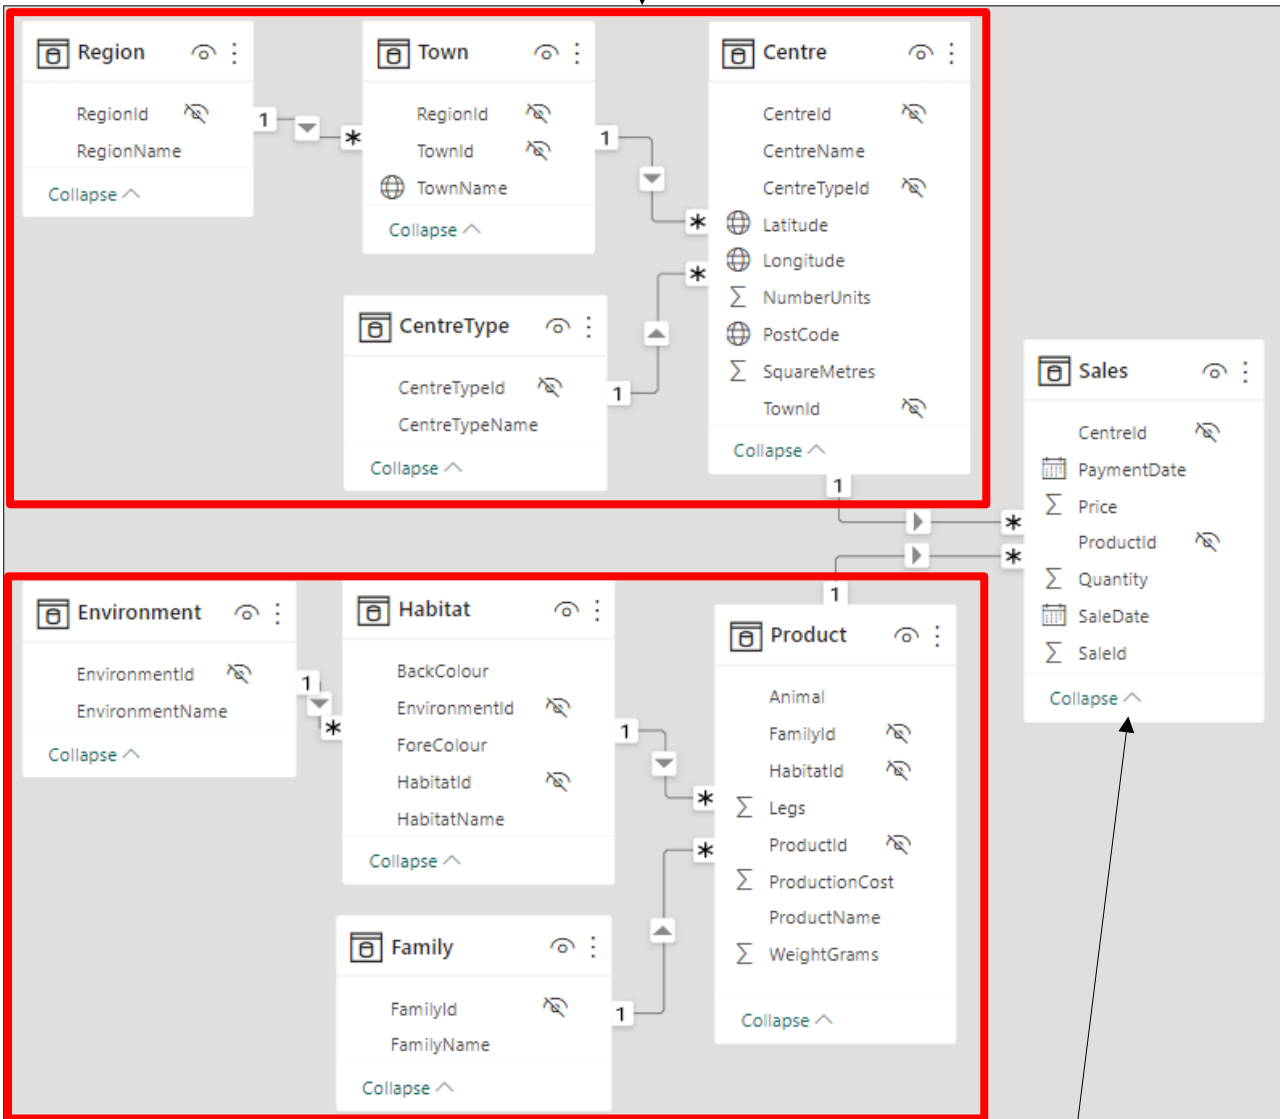 Region
RegionId
RegionName
Collapse
1
*
Town
RegionId
TownId
TownName
Collapse
1
*
Centre
CentreId
CentreName
CentreTypeId
Latitude
Longitude
NumberUnits
PostCode
SquareMetres
TownId
Collapse
CentreType
CentreTypeId
CentreTypeName
Collapse
1
*
1
*
Sales
CentreId
PaymentDate
Price
ProductId
Quantity
SaleDate
SaleId
Collapse
*
1
Environment
EnvironmentId
EnvironmentName
Collapse
1
*
Habitat
BackColour
EnvironmentId
ForeColour
HabitatId
HabitatName
Collapse
1
*
Product
Animal
FamilyId
HabitatId
Legs
ProductId
ProductionCost
ProductName
WeightGrams
Collapse
Family
FamilyId
FamilyName
Collapse
1
*